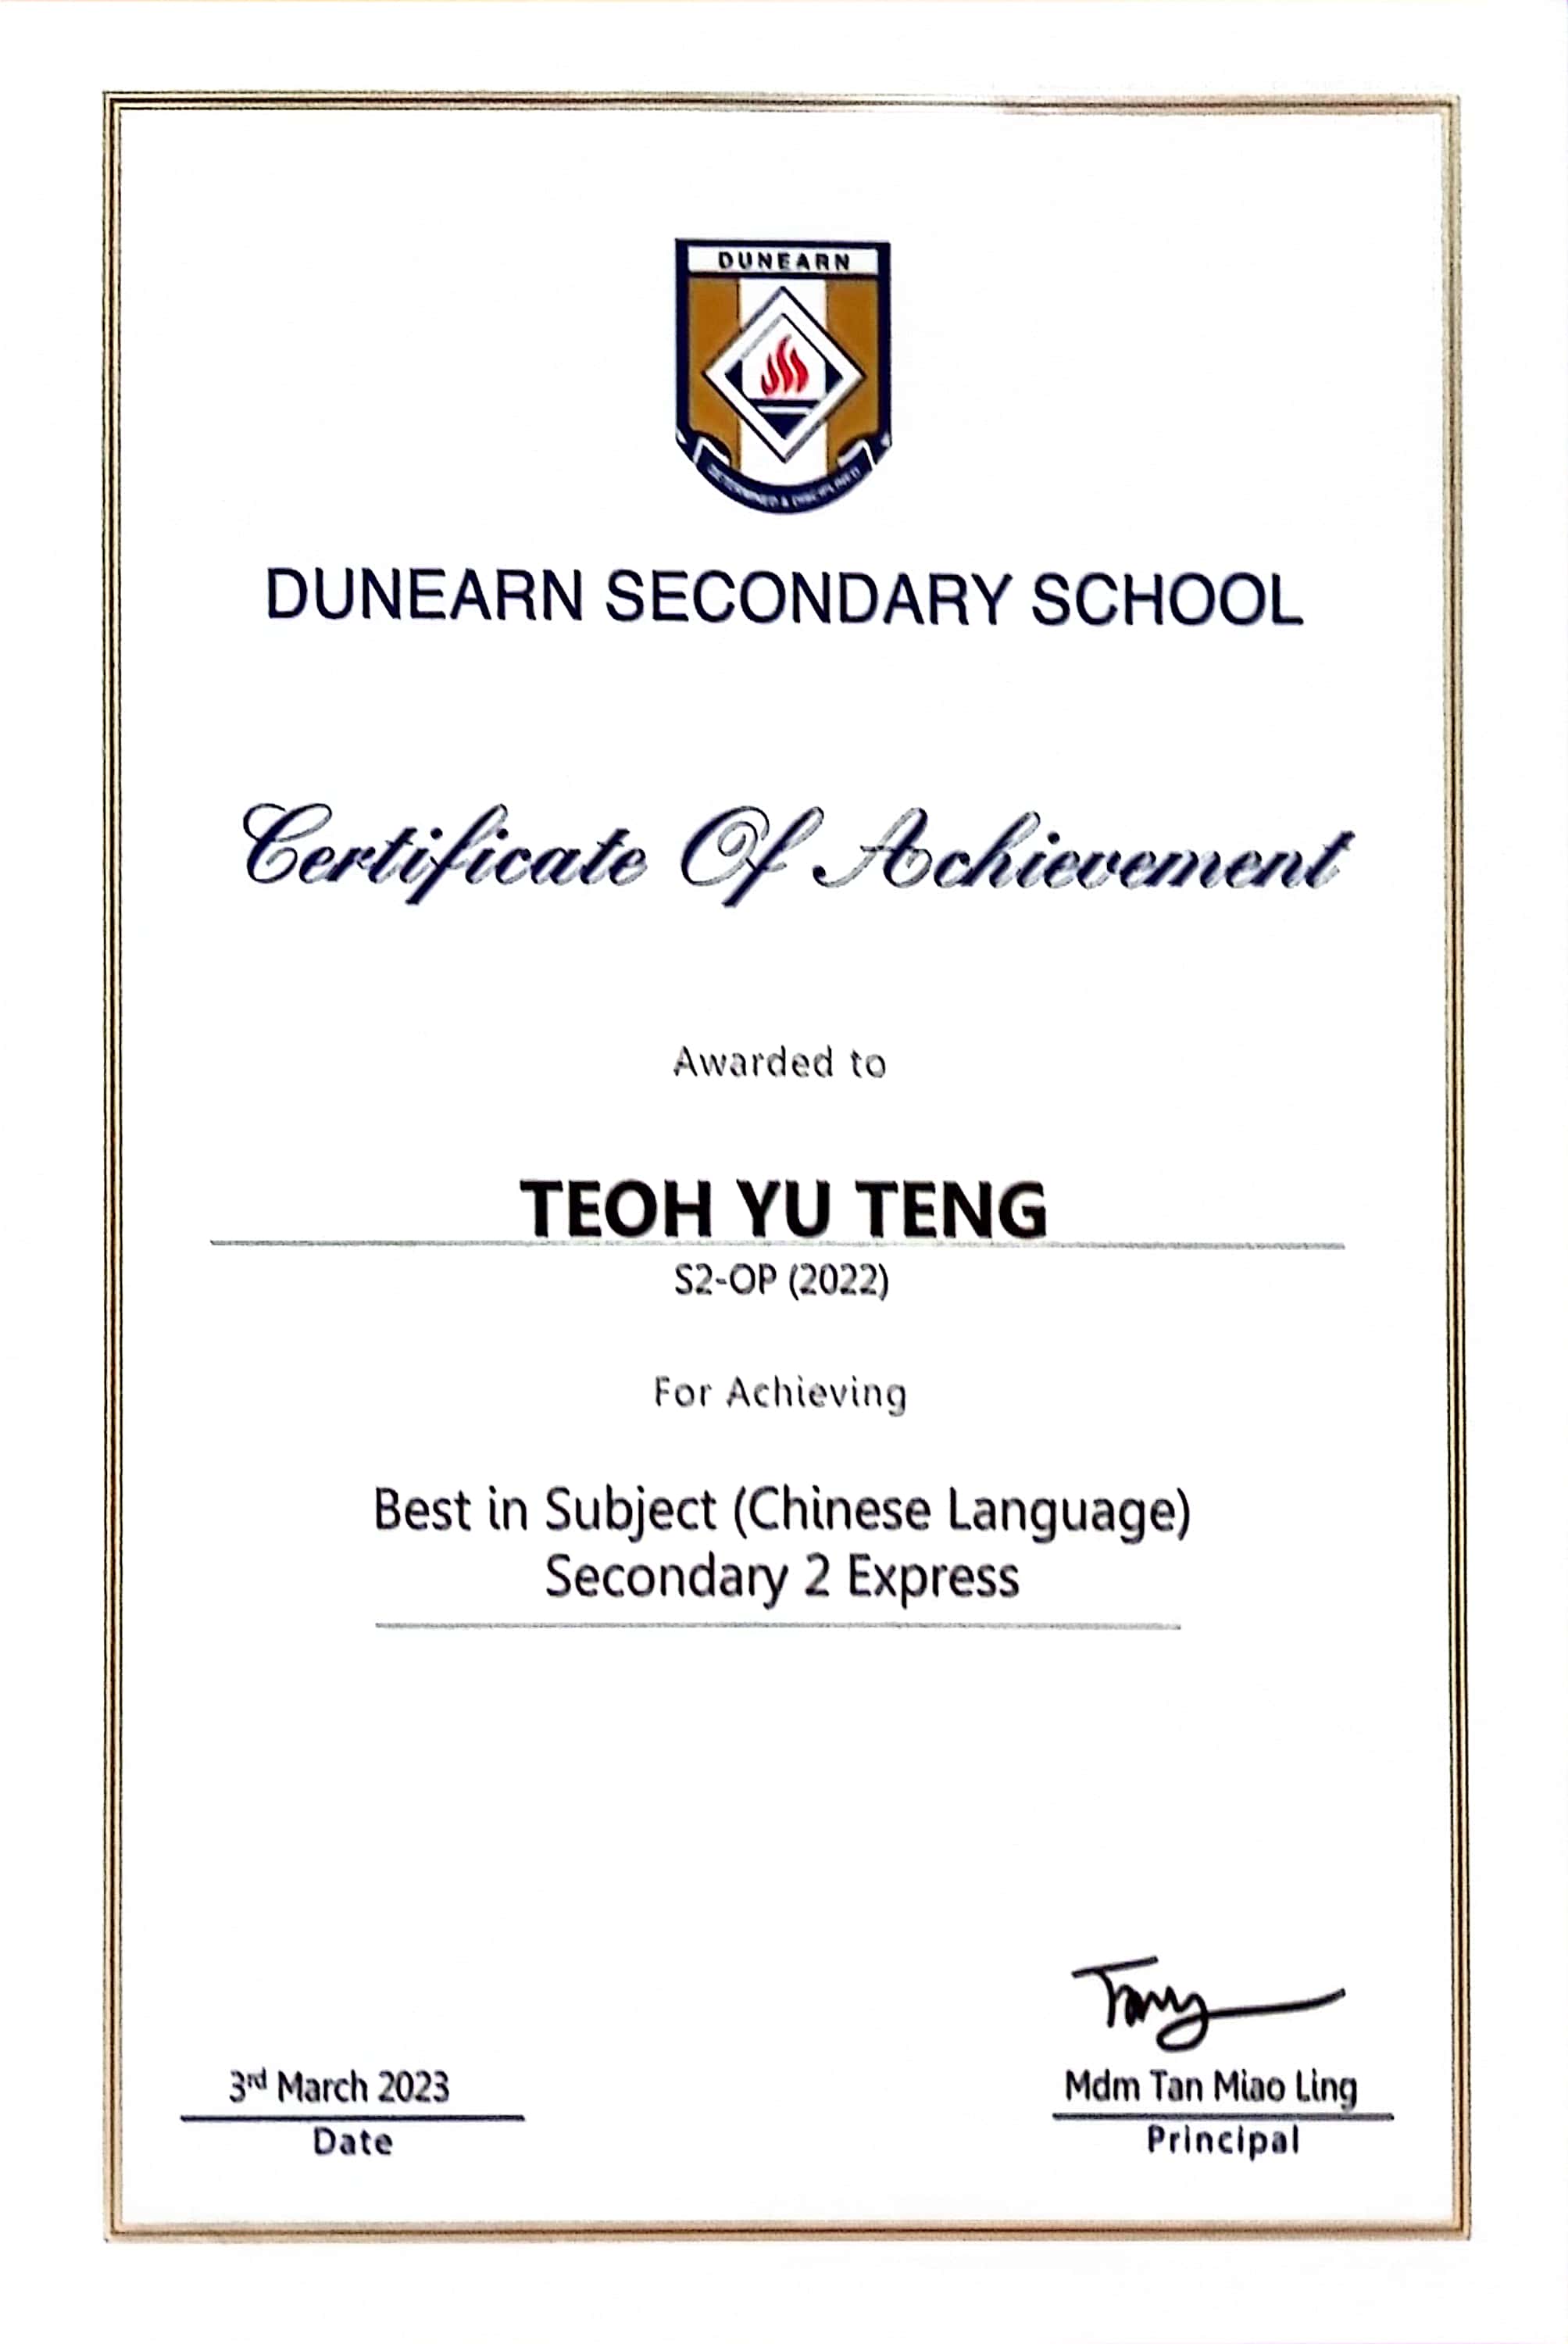 DUNEARN
DETERMINED & DISCIPLINED
DUNEARN SECONDARY SCHOOL
Certificate Of Achievement
Awarded to
TEOH YU TENG
S2-OP (2022)
For Achieving
Best in Subject (Chinese Language)
Secondary 2 Express
3rd March 2023
Date
Mdm Tan Miao Ling
Principal